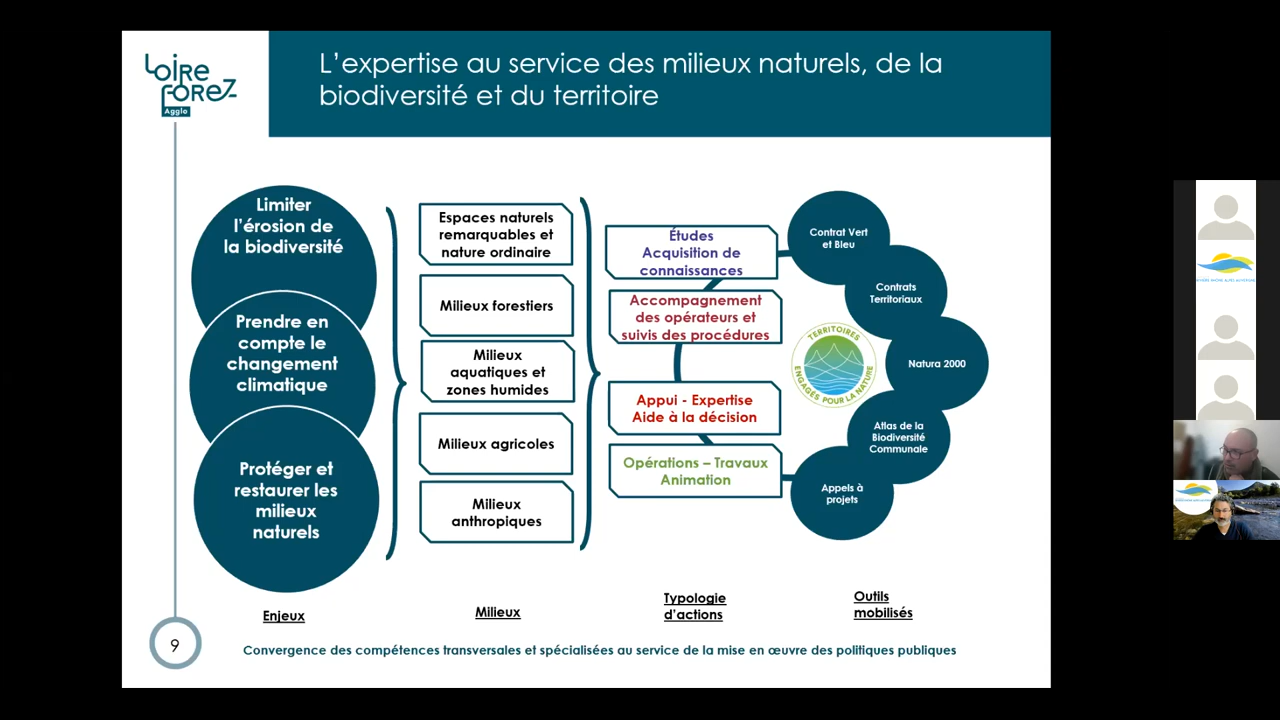 Loire
forez
Agglo
L'expertise au service des milieux naturels, de la
biodiversité et du territoire
Limiter
l'érosion de
la biodiversité
Prendre en
compte le
changement
climatique
Protéger et
restaurer les
milieux
naturels
Espaces naturels
remarquables et
nature ordinaire
Milieux forestiers
Milieux
aquatiques et
zones humides
Milieux agricoles
Milieux
anthropiques
Études
Acquisition de
connaissances
Accompagnement
des opérateurs et
suivis des procédures
Appui - Expertise
Aide à la décision
Opérations – Travaux
Animation
Contrat Vert
et Bleu
Contrats
Territoriaux
Natura 2000
Atlas de la
Biodiversité
Communale
Appels à
projets
TERRITOIRES
ENGAGÉS POUR LA NATURE
Enjeux
Milieux
Typologie
d'actions
Outils
mobilisés
9
Convergence des compétences transversales et spécialisées au service de la mise en œuvre des politiques publiques